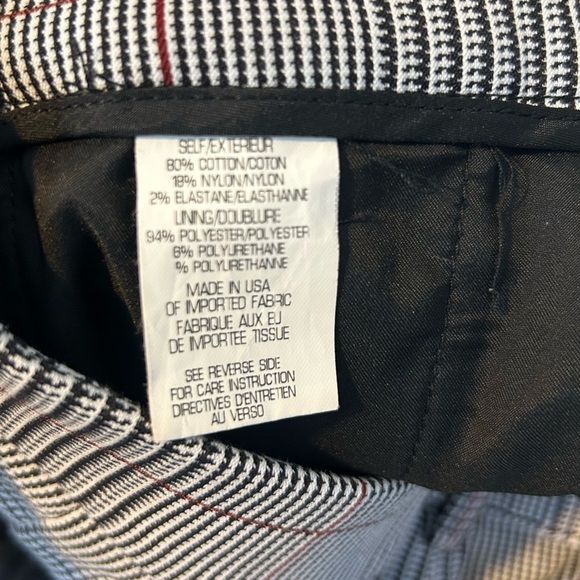 SELF/EXTERIEUR
80% COTTON/COTON
18% NYLON/NYLON
2% ELASTANE/ELASTHANNE
LINING/DOUBLURE
94% POLYESTER/POLYESTER
6% POLYURETHANE
% POLYURETHANNE
MADE IN USA
OF IMPORTED FABRIC
FABRIQUE AUX EU
DE IMPORTEE TISSUE
SEE REVERSE SIDE
FOR CARE INSTRUCTION
DIRECTIVES D'ENTRETIEN
AU VERSO